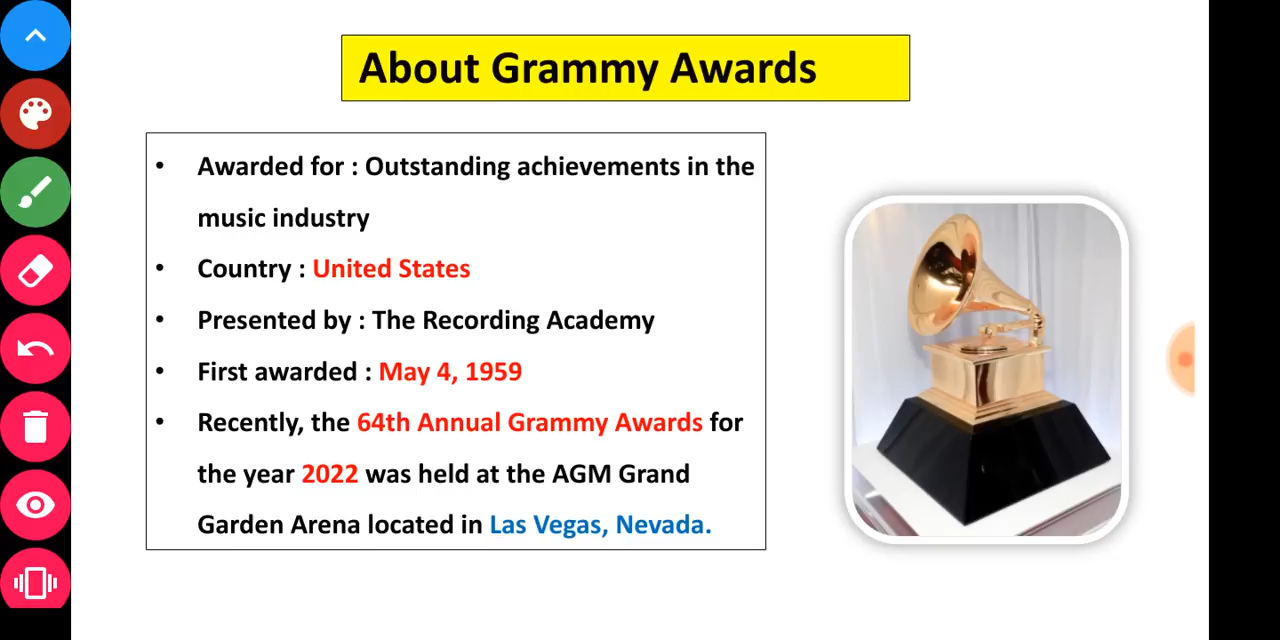 About Grammy Awards
• Awarded for : Outstanding achievements in the
music industry
• Country : United States
• Presented by : The Recording Academy
• First awarded : May 4, 1959
• Recently, the 64th Annual Grammy Awards for
the year 2022 was held at the AGM Grand
Garden Arena located in Las Vegas, Nevada.